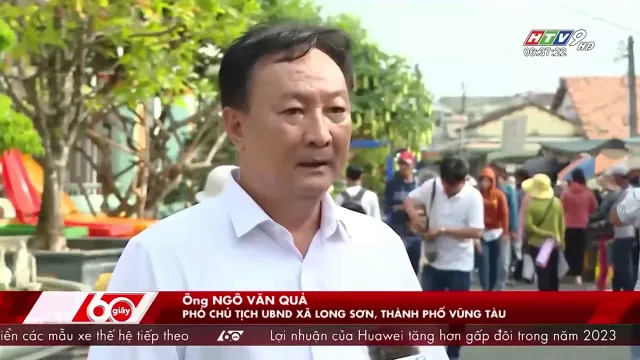 HTV9 HD
06:37:22
60 giây
Ông NGÔ VĂN QUẢ
PHÓ CHỦ TỊCH UBND XÃ LONG SƠN, THÀNH PHỐ VŨNG TÀU
iển các mẫu xe thế hệ tiếp theo 60 Lợi nhuận của Huawei tăng hơn gấp đôi trong năm 2023